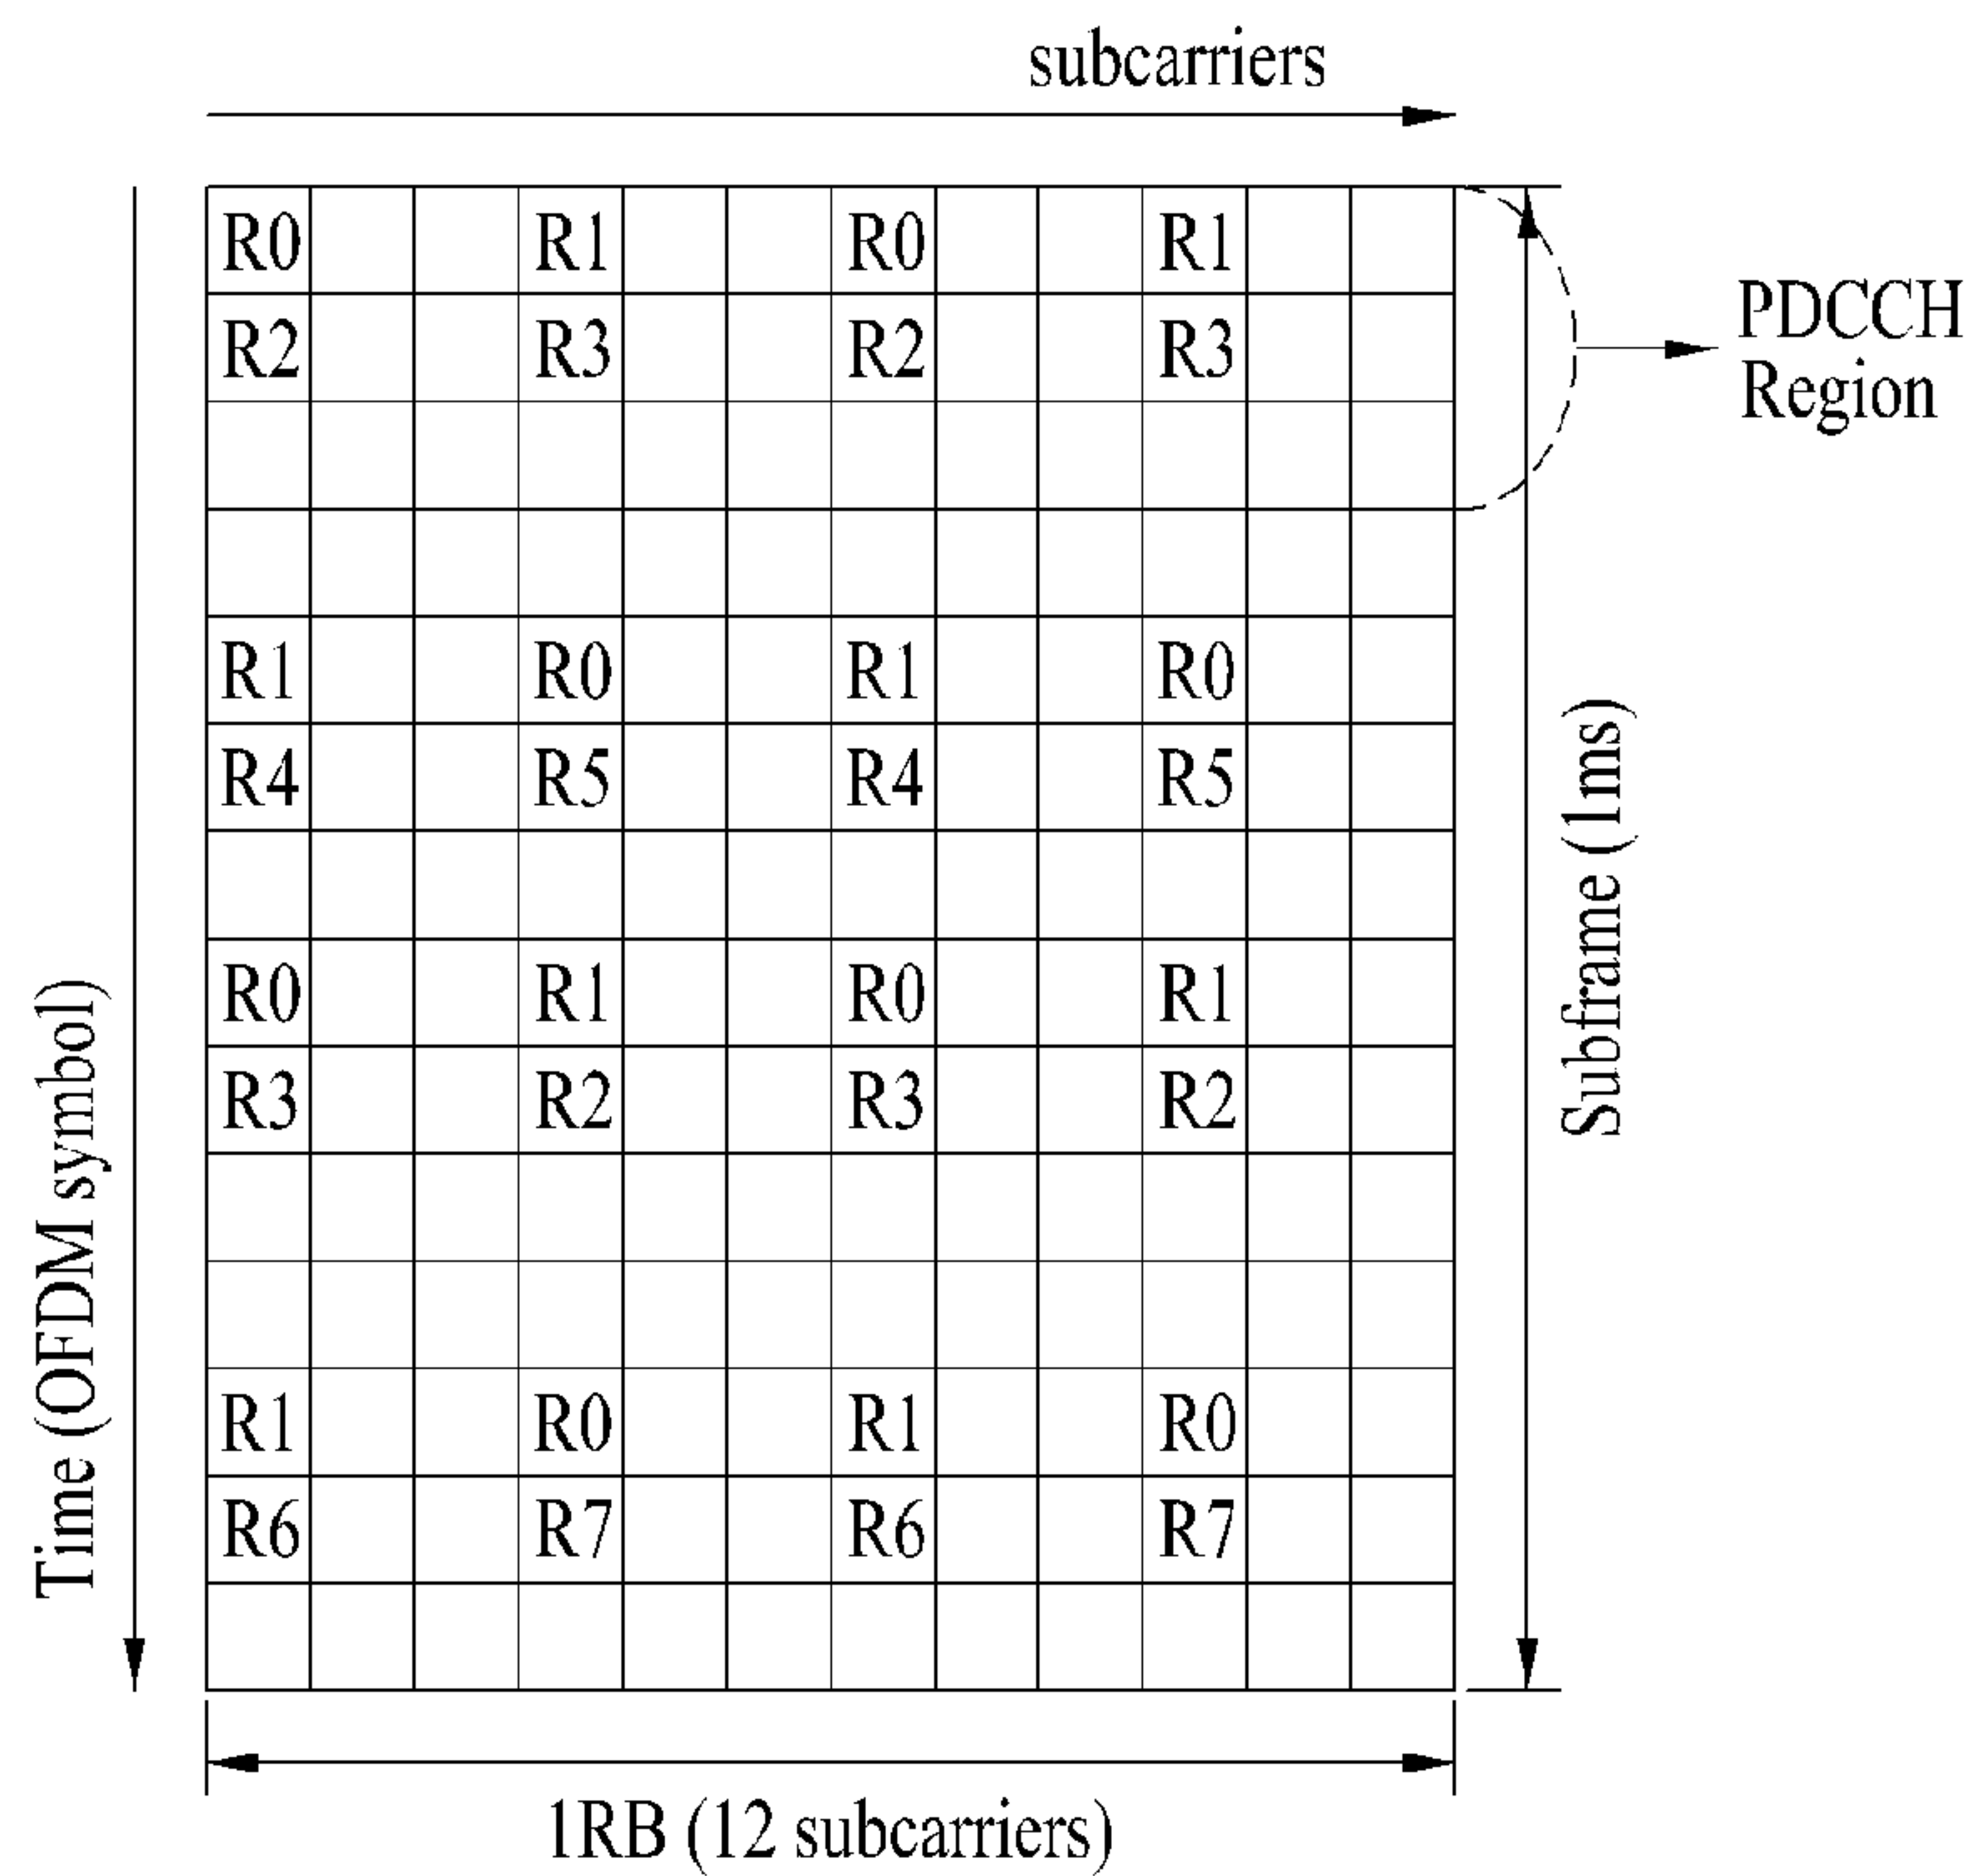 subcarriers
R0 R1 R0 R1
R2 R3 R2 R3
PDCCH
Region
R1 R0 R1 R0
R4 R5 R4 R5
R0 R1 R0 R1
R3 R2 R3 R2
R1 R0 R1 R0
R6 R7 R6 R7
Time (OFDM symbol)
Subframe (1ms)
1RB (12 subcarriers)